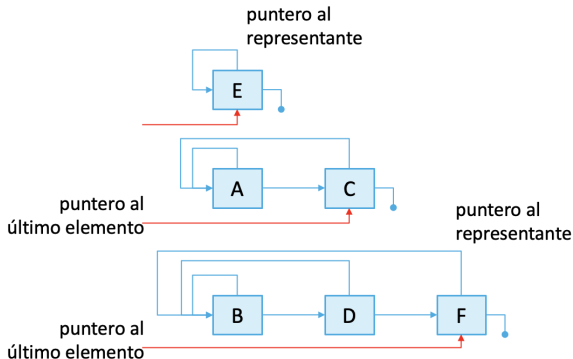 puntero al
representante
E
A
C
puntero al
último elemento
puntero al
representante
B
D
F
puntero al
último elemento